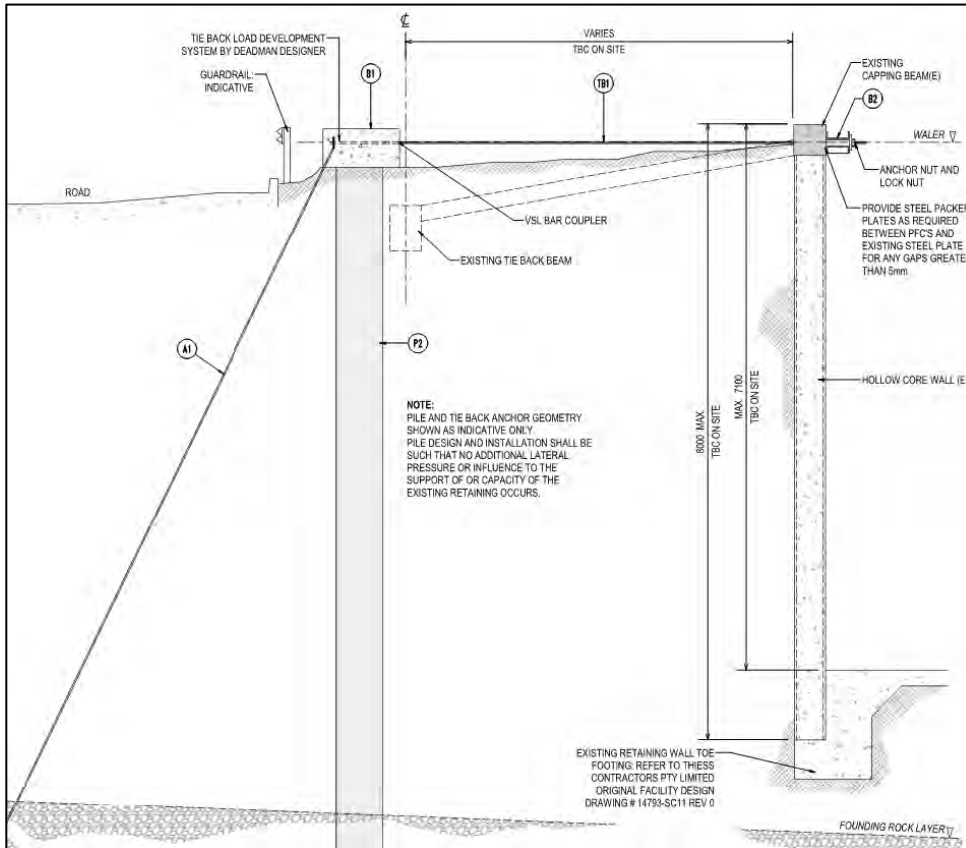 ℄
VARIES
TBC ON SITE
TIE BACK LOAD DEVELOPMENT
SYSTEM BY DEADMAN DESIGNER
GUARDRAIL:
INDICATIVE
B1
TB1
EXISTING
CAPPING BEAM(E)
B2
WALER
ANCHOR NUT AND
LOCK NUT
ROAD
VSL BAR COUPLER
PROVIDE STEEL PACKER
PLATES AS REQUIRED
BETWEEN PFC'S AND
EXISTING STEEL PLATE
FOR ANY GAPS GREATE
THAN 5mm
EXISTING TIE BACK BEAM
A1
P2
HOLLOW CORE WALL (E
NOTE:
PILE AND TIE BACK ANCHOR GEOMETRY
SHOWN AS INDICATIVE ONLY
PILE DESIGN AND INSTALLATION SHALL BE
SUCH THAT NO ADDITIONAL LATERAL
PRESSURE OR INFLUENCE TO THE
SUPPORT OF OR CAPACITY OF THE
EXISTING RETAINING OCCURS.
8000 MAX.
TBC ON SITE
MAX. 7100
TBC ON SITE
EXISTING RETAINING WALL TOE
FOOTING: REFER TO THIESS
CONTRACTORS PTY LIMITED
ORIGINAL FACILITY DESIGN
DRAWING # 14793-SC11 REV 0
FOUNDING ROCK LAYER